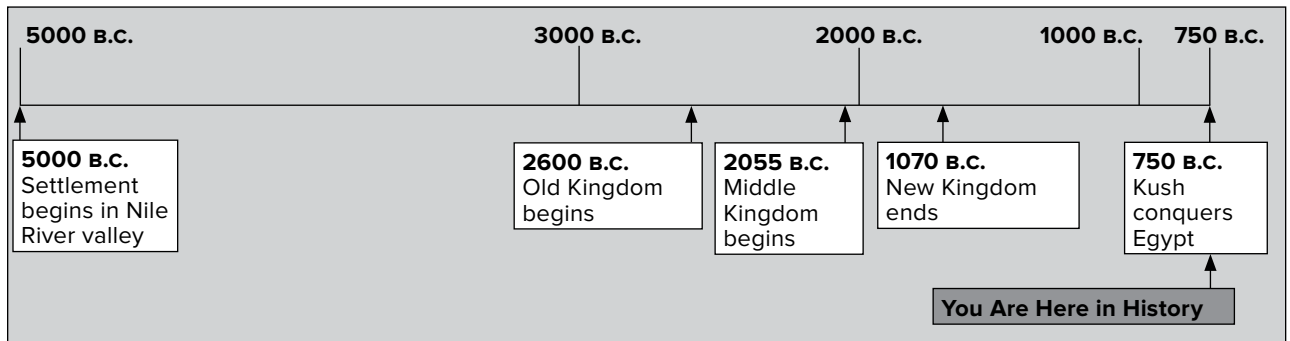 5000 B.C. 3000 B.C. 2000 B.C. 1000 B.C. 750 B.C.
5000 B.C.
Settlement
begins in Nile
River valley
2600 B.C.
Old Kingdom
begins
2055 B.C.
Middle
Kingdom
begins
1070 B.C.
New Kingdom
ends
750 B.C.
Kush
conquers
Egypt
You Are Here in History